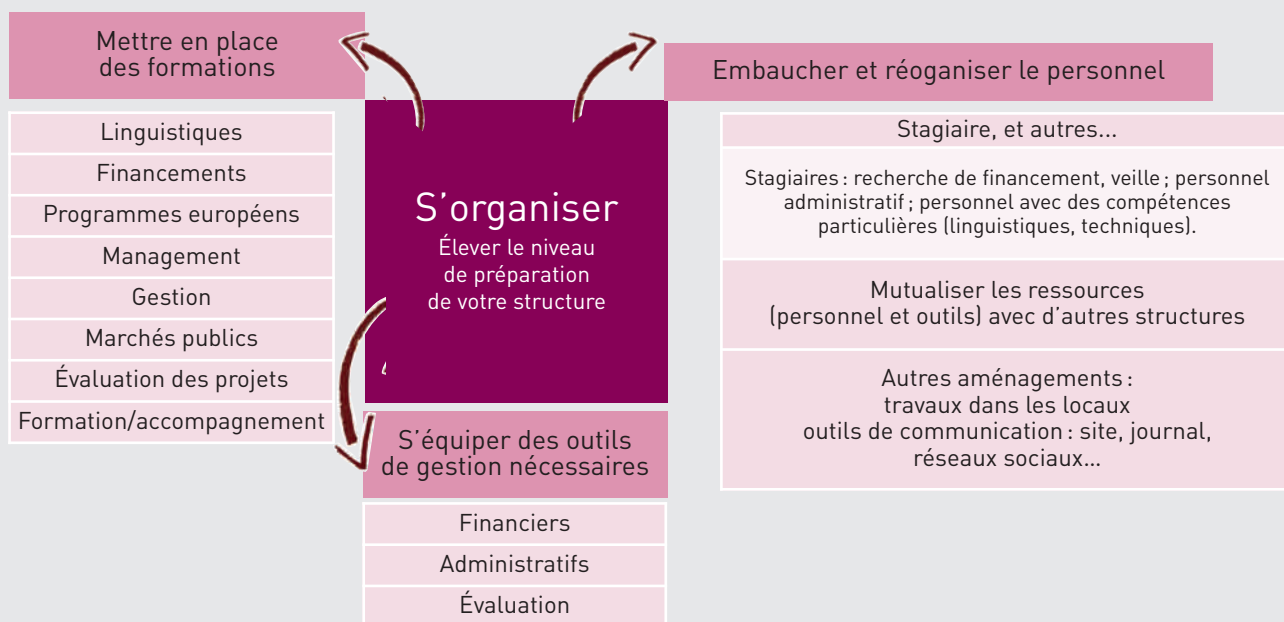 Mettre en place
des formations
Linguistiques
Financements
Programmes européens
Management
Gestion
Marchés publics
Évaluation des projets
Formation/accompagnement
S'organiser
Élever le niveau
de préparation
de votre structure
S'équiper des outils
de gestion nécessaires
Financiers
Administratifs
Évaluation
Embaucher et réoganiser le personnel
Stagiaire, et autres...
Stagiaires : recherche de financement, veille ; personnel
administratif ; personnel avec des compétences
particulières (linguistiques, techniques).
Mutualiser les ressources
(personnel et outils) avec d'autres structures
Autres aménagements :
travaux dans les locaux
outils de communication : site, journal,
réseaux sociaux...